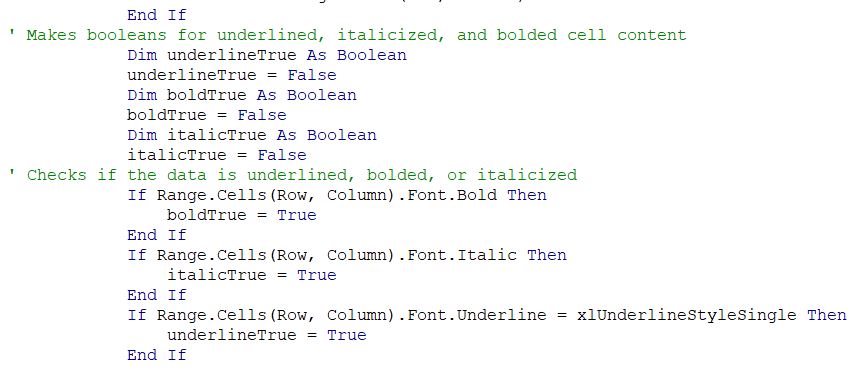 End If
' Makes booleans for underlined, italicized, and bolded cell content
Dim underlineTrue As Boolean
underlineTrue = False
Dim boldTrue As Boolean
boldTrue = False
Dim italicTrue As Boolean
italicTrue = False
' Checks if the data is underlined, bolded, or italicized
If Range.Cells(Row, Column).Font.Bold Then
boldTrue = True
End If
If Range.Cells(Row, Column).Font.Italic Then
italicTrue = True
End If
If Range.Cells(Row, Column).Font.Underline = xlUnderlineStyleSingle Then
underlineTrue = True
End If